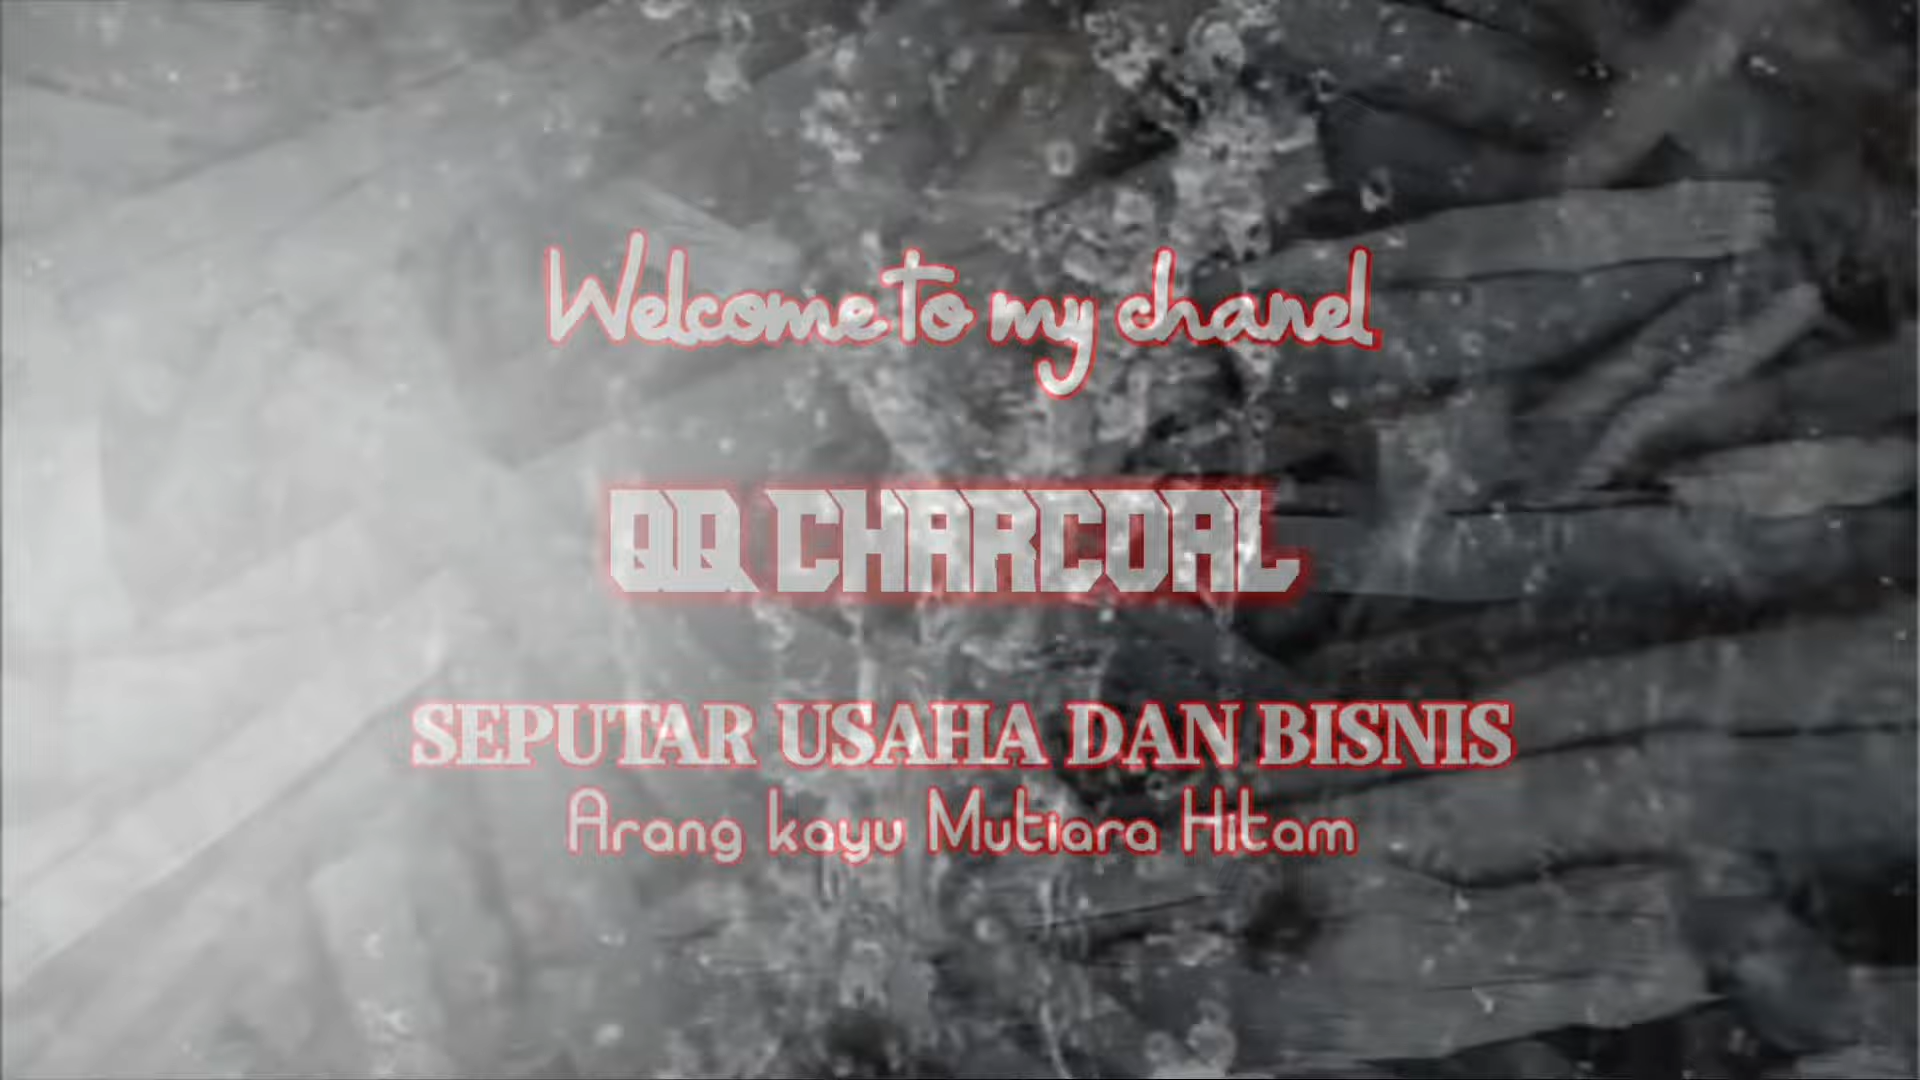 Welcome to my chanel
QQ CHARCOAL
SEPUTAR USAHA DAN BISNIS
Arang kayu Mutiara Hitam